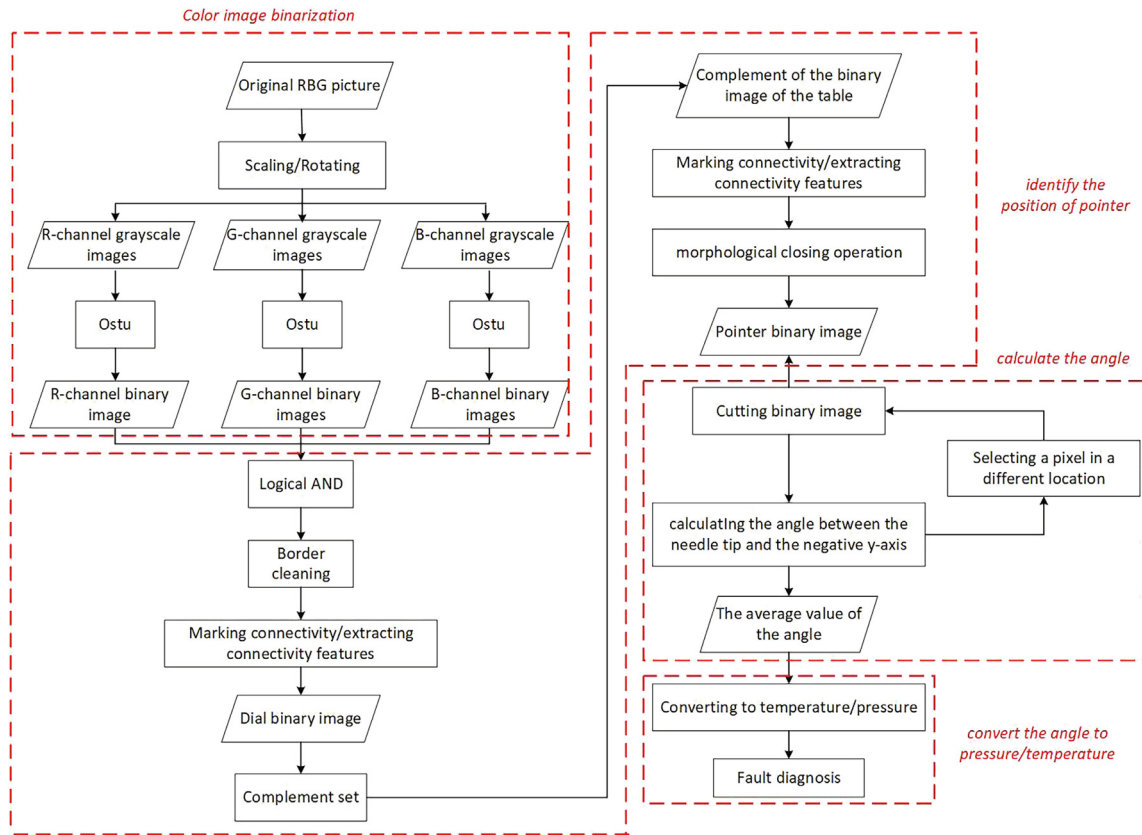 Color image binarization
Original RBG picture
Scaling/Rotating
R-channel grayscale
images
G-channel grayscale
images
B-channel grayscale
images
Ostu
Ostu
Ostu
R-channel binary
image
G-channel binary
images
B-channel binary
images
Logical AND
Border
cleaning
Marking connectivity/extracting
connectivity features
Dial binary image
Complement set
Complement of the binary
image of the table
Marking connectivity/extracting
connectivity features
morphological closing operation
Pointer binary image
identify the
position of pointer
calculate the angle
Cutting binary image
Selecting a pixel in a
different location
calculating the angle between the
needle tip and the negative y-axis
The average value of
the angle
Converting to temperature/pressure
Fault diagnosis
convert the angle to
pressure/temperature